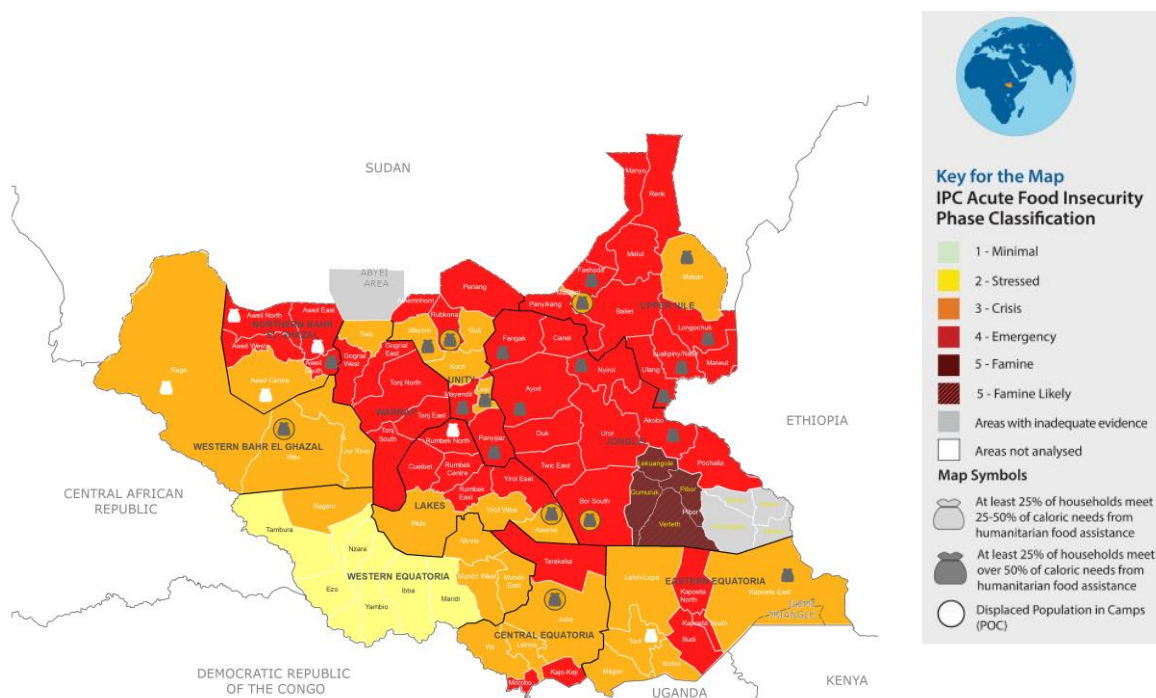 SUDAN
Manyo
Renk
Melut
ABYEI
AREA
Pariang
Fashoda
Maban
Abiemnhom
Rubkona
Panyikang
UPPER NILE
Aweil North
Aweil East
NORTHERN BAHR
EL GHAZAL
Twic
Mayom
Guit
Fangak
Canal
Baliet
Longochuk
Aweil West
Aweil
South
Gogrial
West
Gogrial
East
Koch
Nyirol
Ulang
Luakpiny/Nasir
Maiwut
Raga
Aweil Centre
Tonj North
UNITY
Leer
Mayendit
Ayod
WARRAP
Tonj East
Akobo
ETHIOPIA
WESTERN BAHR EL GHAZAL
Wau
Jur River
Tonj
South
Rumbek North
Panyijiar
Duk
Uror
JONGLEI
Cueibet
Rumbek
Centre
Rumbek
East
Yirol East
Twic East
Lekuangole
Pochalla
CENTRAL AFRICAN
REPUBLIC
Nagero
LAKES
Wulu
Yirol West
Awerial
Bor South
Gumuruk
Pibor
Pibor
Verteth
Tambura
Nzara
Mvolo
Terekeka
WESTERN EQUATORIA
Mundri West
Mundri
East
Lafon/Lopa
EASTERN EQUATORIA
Kapoeta East
Ezo
Yambio
Ibba
Maridi
Kapoeta
North
ILEMI
TRIANGLE
Juba
Kapoeta South
CENTRAL EQUATORIA
Yei
Lainya
Torit
Budi
Magwi
Ikotos
Morobo
Kajo-Keji
DEMOCRATIC REPUBLIC
OF THE CONGO
UGANDA
KENYA
Key for the Map
IPC Acute Food Insecurity
Phase Classification
1 - Minimal
2 - Stressed
3 - Crisis
4 - Emergency
5 - Famine
5 - Famine Likely
Areas with inadequate evidence
Areas not analysed
Map Symbols
At least 25% of households meet
25-50% of caloric needs from
humanitarian food assistance
At least 25% of households meet
over 50% of caloric needs from
humanitarian food assistance
Displaced Population in Camps
(POC)